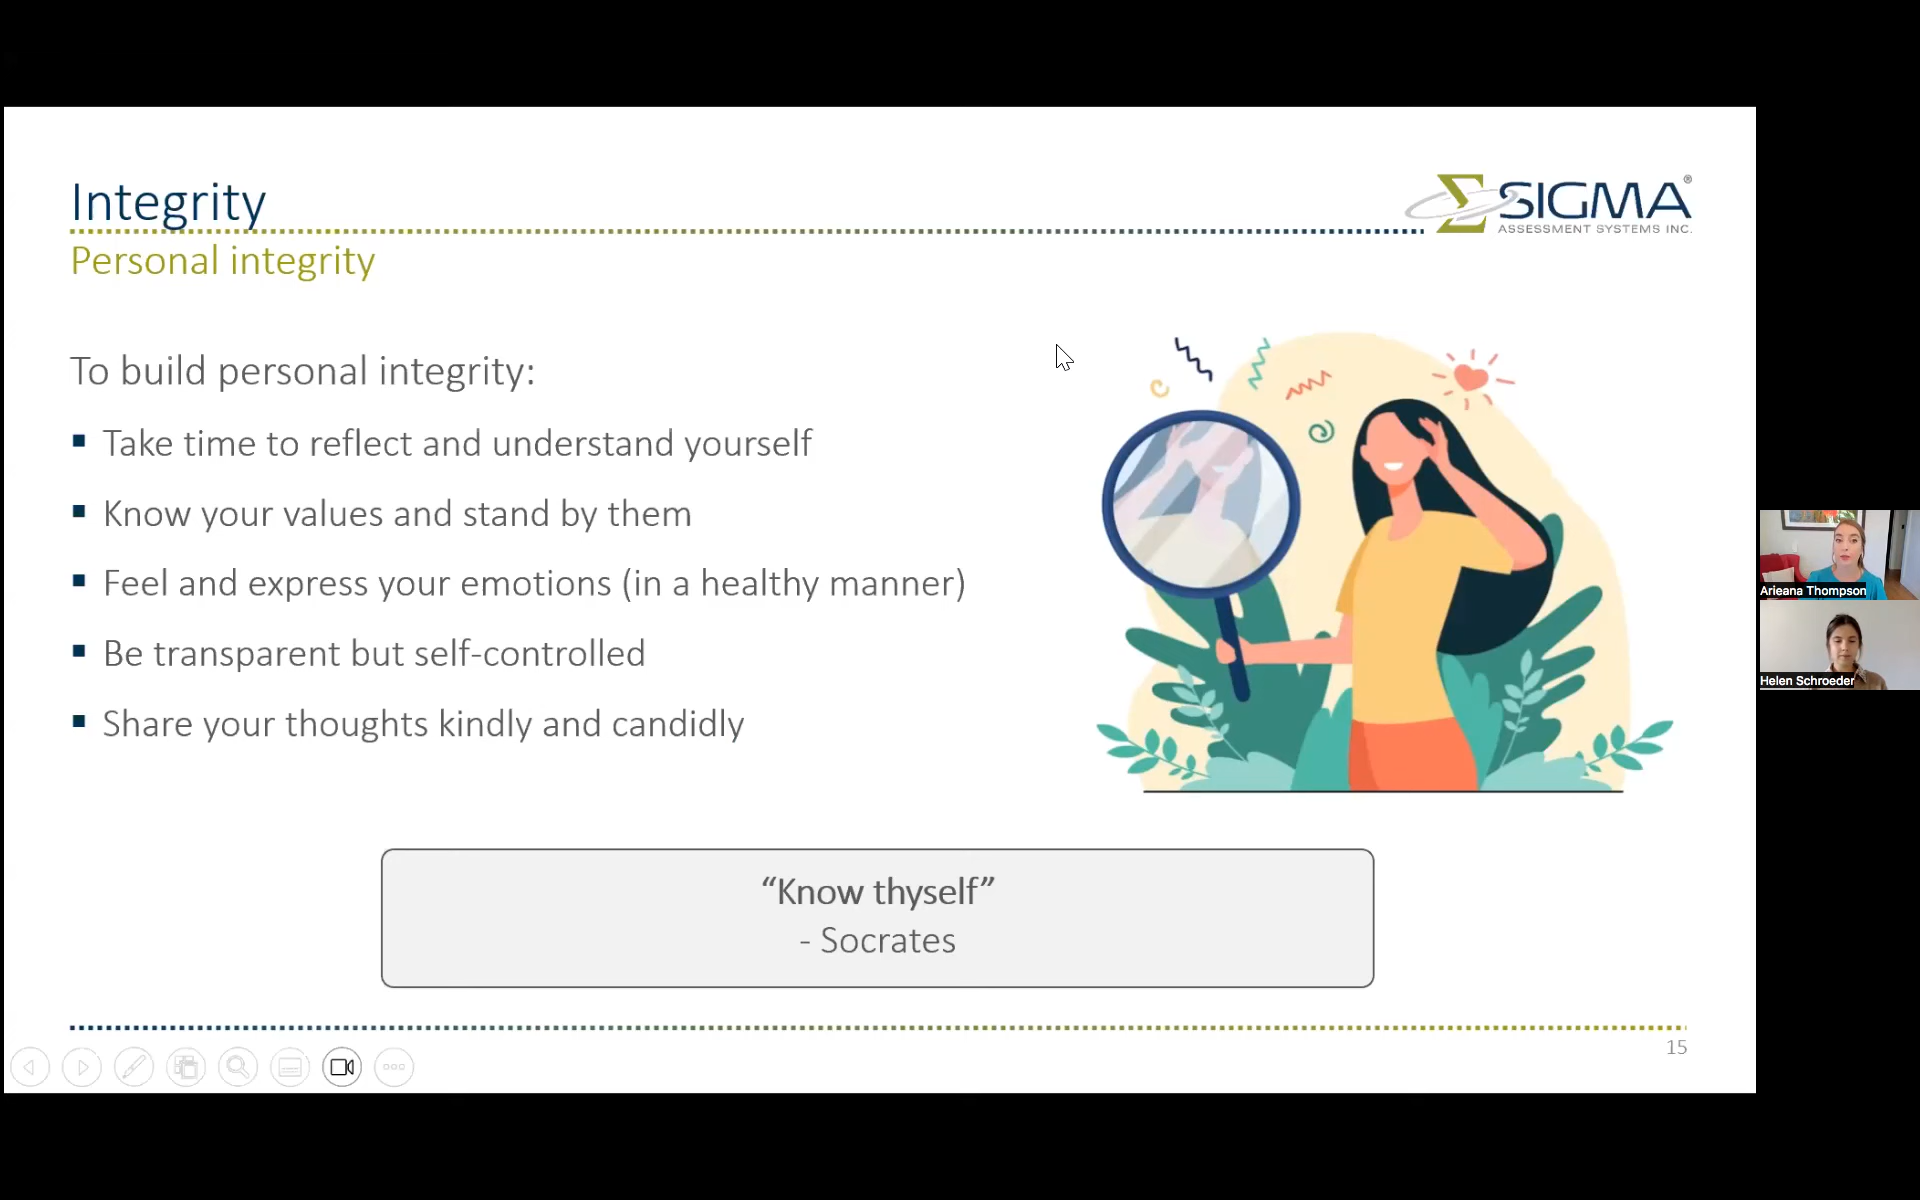 Integrity
SIGMA®
ASSESSMENT SYSTEMS INC.
Personal integrity
To build personal integrity:
▪ Take time to reflect and understand yourself
▪ Know your values and stand by them
▪ Feel and express your emotions (in a healthy manner)
▪ Be transparent but self-controlled
▪ Share your thoughts kindly and candidly
“Know thyself”
- Socrates
15
Arieana Thompson
Helen Schroeder